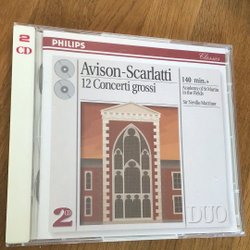 2
CD
PHILIPS
Classics
Avison-Scarlatti
12 Concerti grossi
140 min.+
Academy of St Martin
in the Fields
Sir Neville Marriner
2
DUO